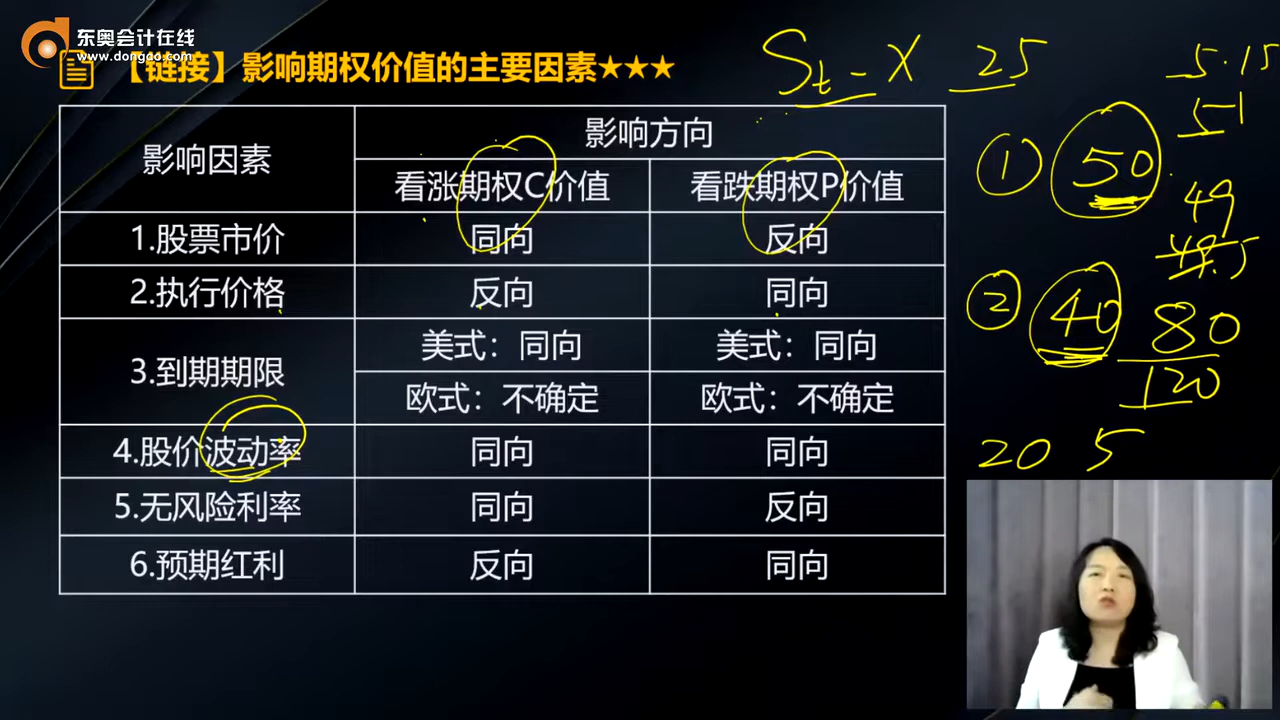 东奥会计在线
www.dongao.com
【链接】影响期权价值的主要因素★★★
影响因素
影响方向
看涨期权C价值
看跌期权P价值
1.股票市价
同向
反向
2.执行价格
反向
同向
3.到期期限
美式：同向
美式：同向
欧式：不确定
欧式：不确定
4.股价波动率
同向
同向
5.无风险利率
同向
反向
6.预期红利
反向
同向
St - X 25
5.15
51
① 50
49
49.5
② 40 80
120
20 5